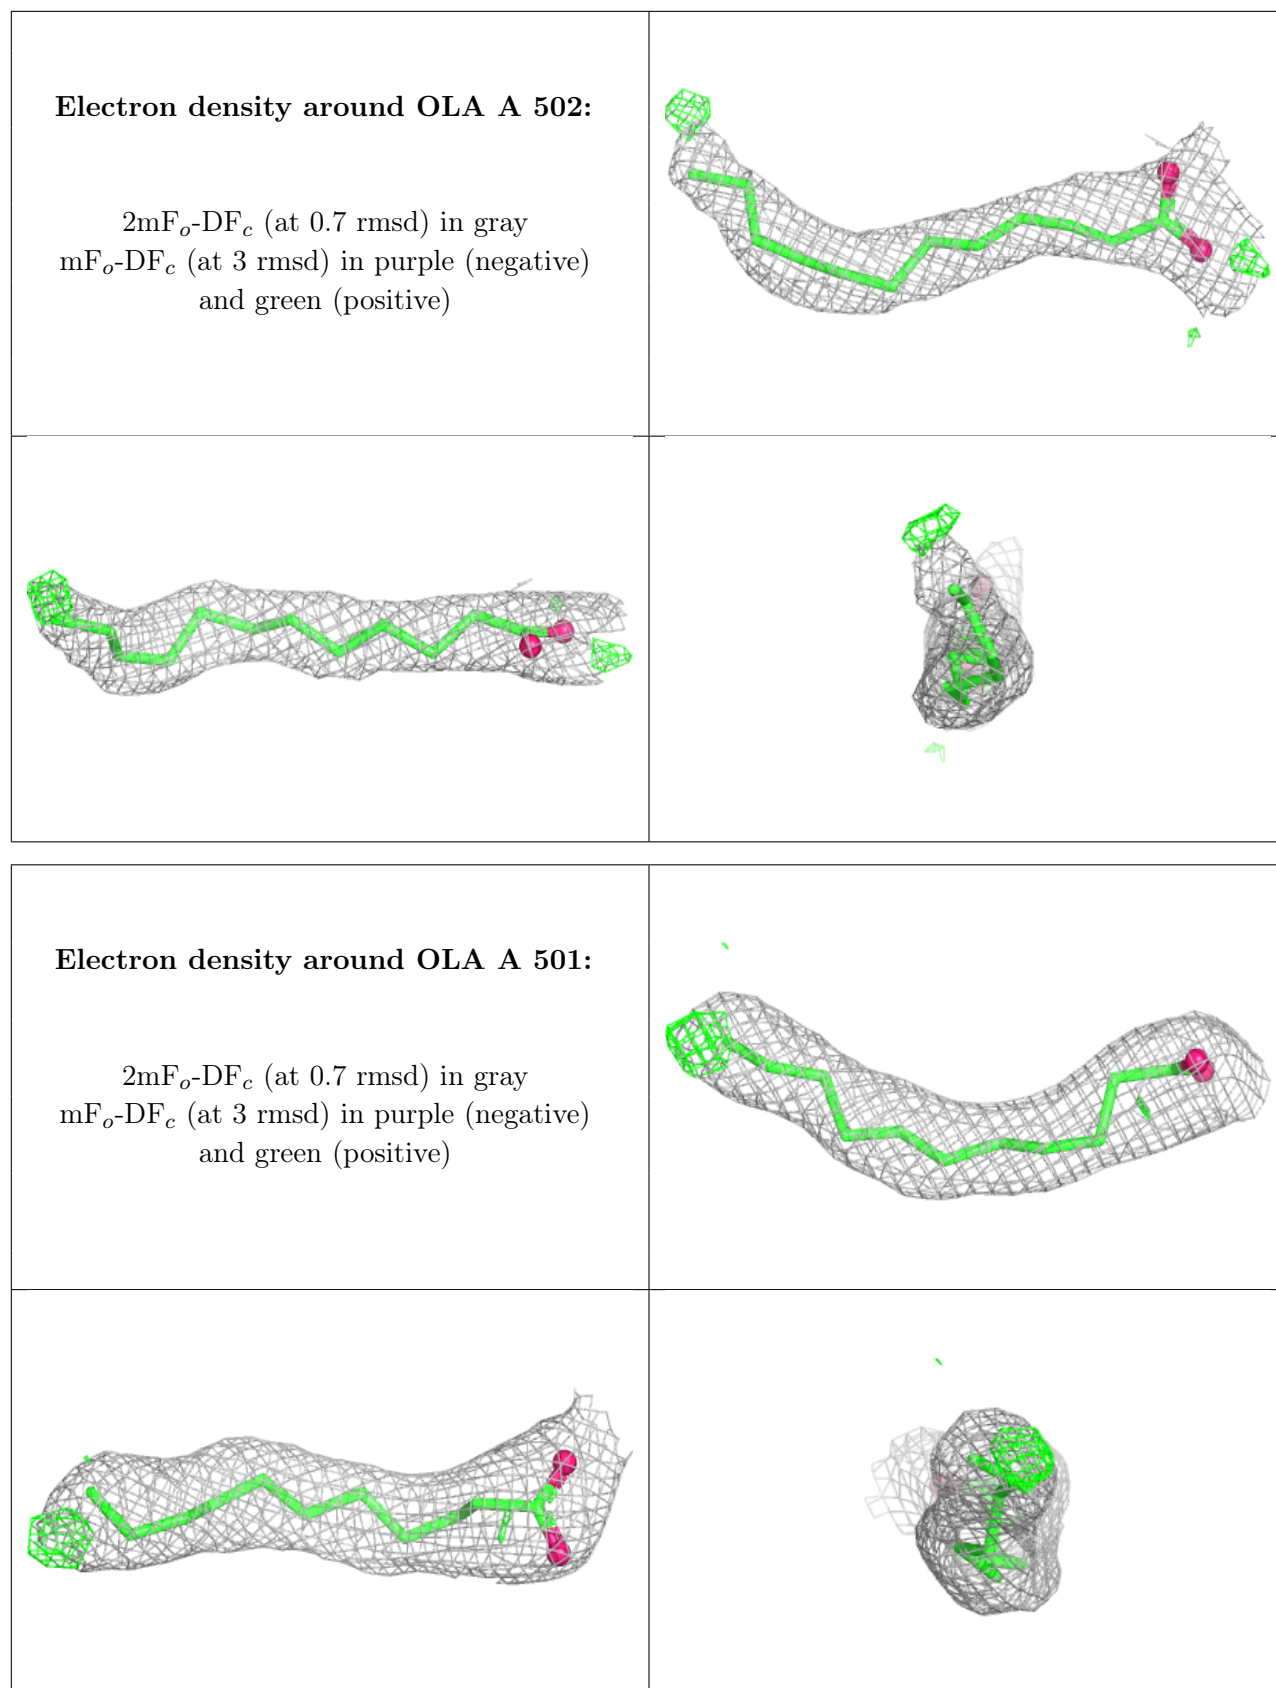 Electron density around OLA A 502:
2mFo-DFc (at 0.7 rmsd) in gray
mFo-DFc (at 3 rmsd) in purple (negative)
and green (positive)
Electron density around OLA A 501:
2mFo-DFc (at 0.7 rmsd) in gray
mFo-DFc (at 3 rmsd) in purple (negative)
and green (positive)